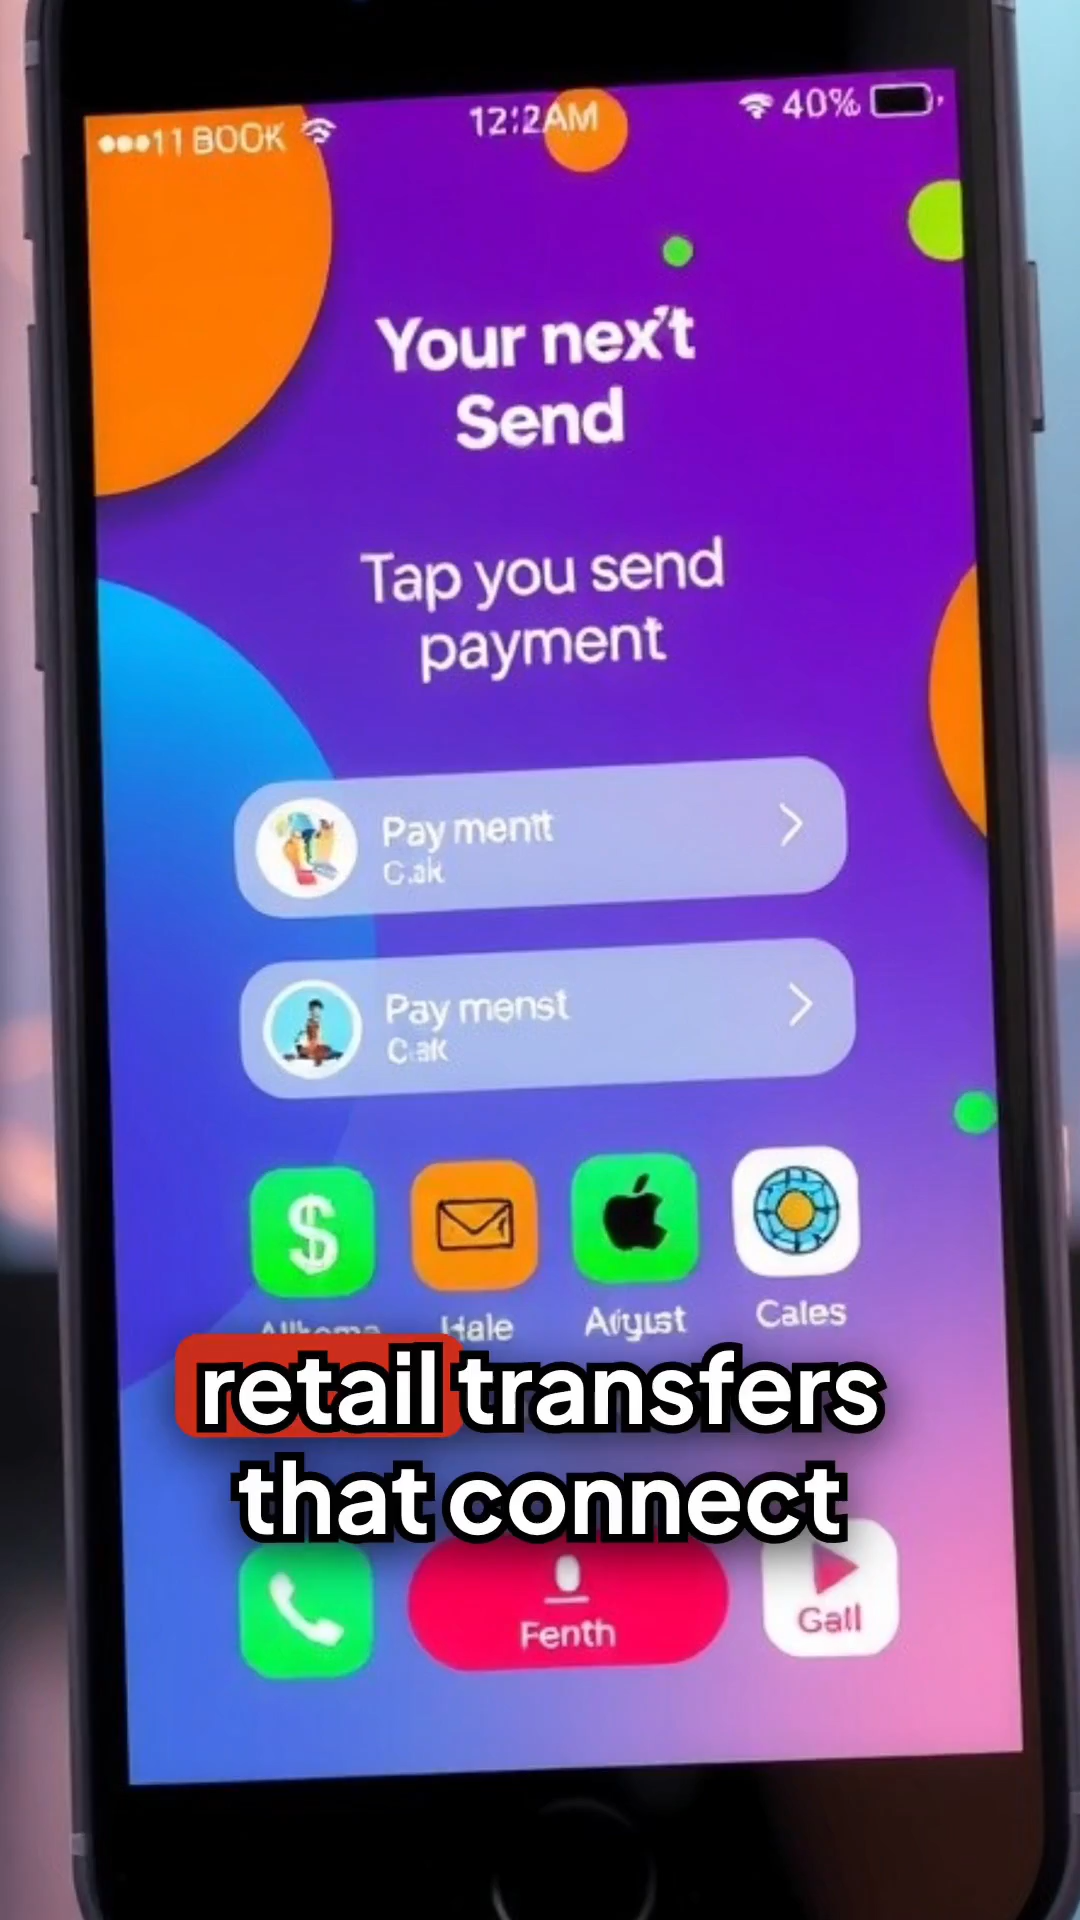 11 BOOK
12:2AM
40%
Your next
Send
Tap you send
payment
Pay mentt
C.ak
Pay menst
C.ak
Hale
Cales
retail transfers
that connect
Fenth
Gall